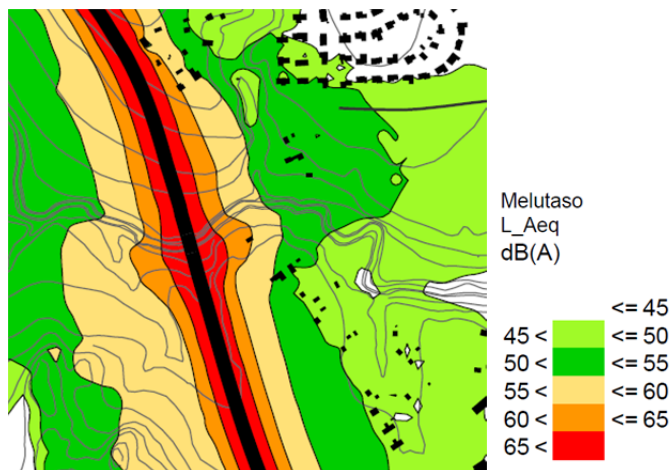 Melutaso
L_Aeq
dB(A)
<= 45
45 < <= 50
50 < <= 55
55 < <= 60
60 < <= 65
65 <